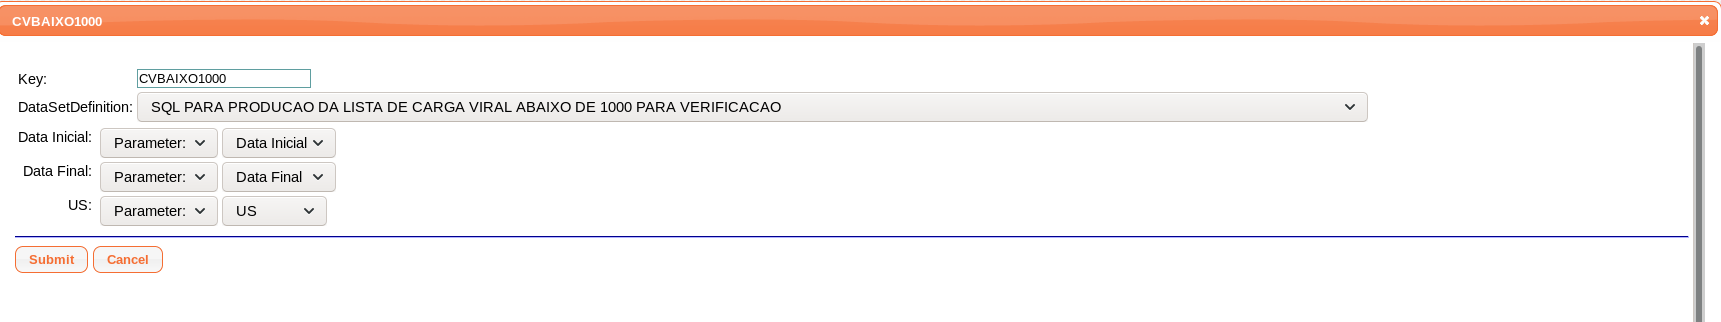 CVBAIXO1000
Key: CVBAIXO1000
DataSetDefinition: SQL PARA PRODUCAO DA LISTA DE CARGA VIRAL ABAIXO DE 1000 PARA VERIFICACAO
Data Inicial: Parameter: Data Inicial
Data Final: Parameter: Data Final
US: Parameter: US
Submit Cancel